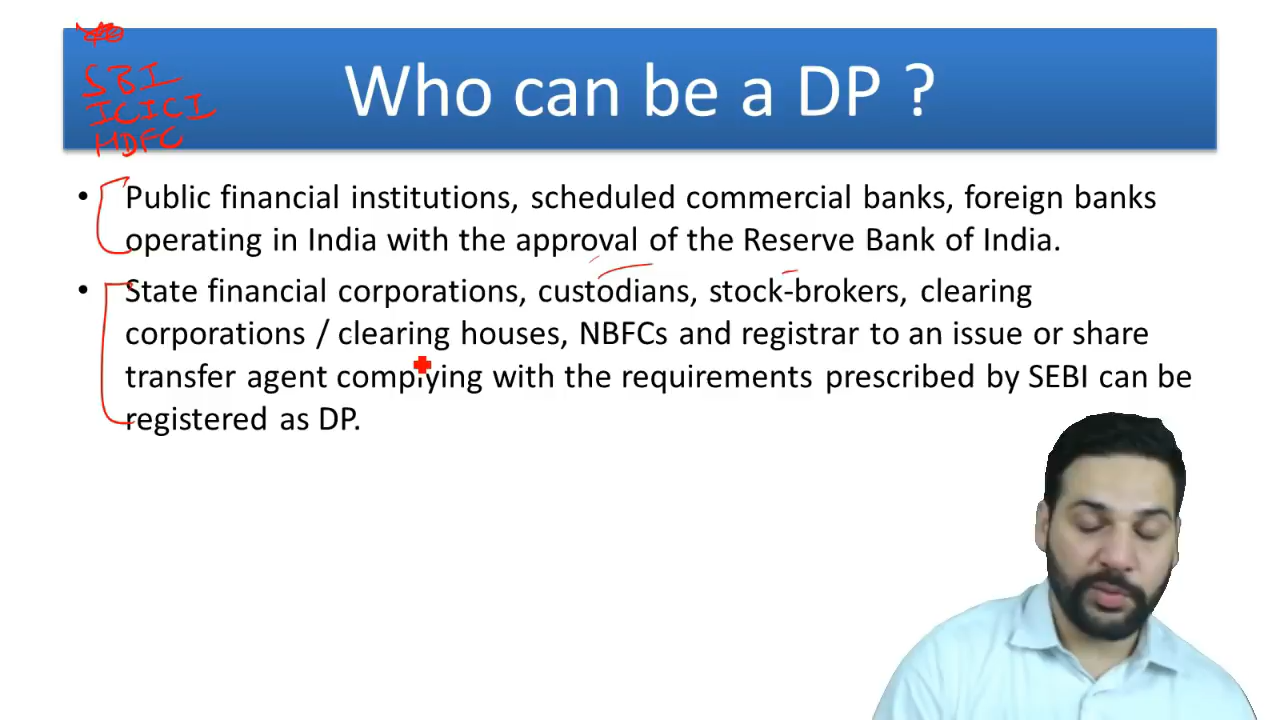 SBI
ICICI
HDFC
Who can be a DP ?
• Public financial institutions, scheduled commercial banks, foreign banks
operating in India with the approval of the Reserve Bank of India.
• State financial corporations, custodians, stock-brokers, clearing
corporations / clearing houses, NBFCs and registrar to an issue or share
transfer agent complying with the requirements prescribed by SEBI can be
registered as DP.